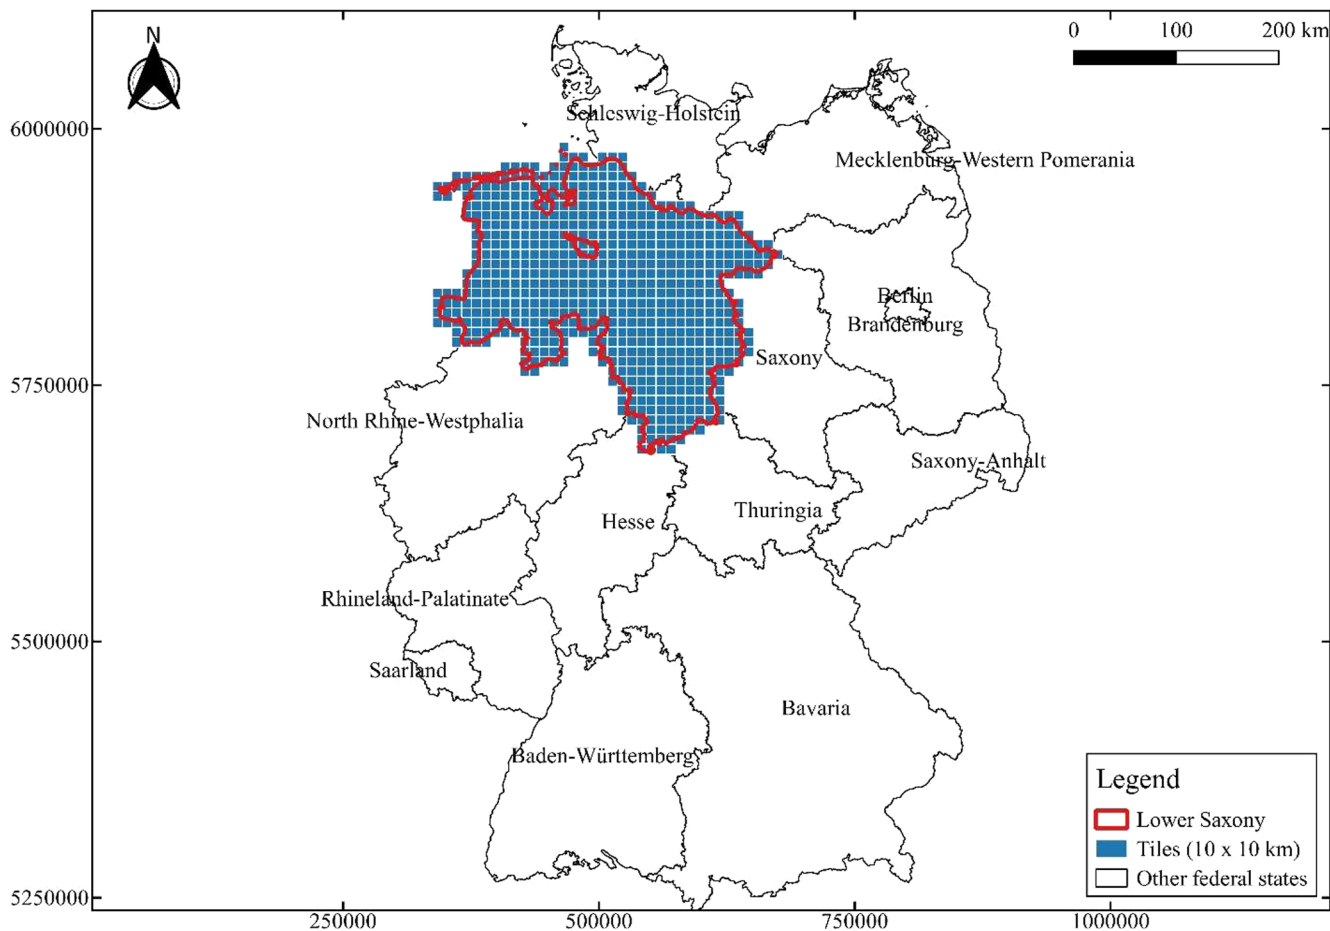 N
0 100 200 km
6000000
5750000
5500000
5250000
250000 500000 750000 1000000
Schleswig-Holstein
Mecklenburg-Western Pomerania
Berlin
Brandenburg
Saxony
North Rhine-Westphalia
Saxony-Anhalt
Thuringia
Hesse
Rhineland-Palatinate
Saarland
Bavaria
Baden-Württemberg
Legend
Lower Saxony
Tiles (10 x 10 km)
Other federal states